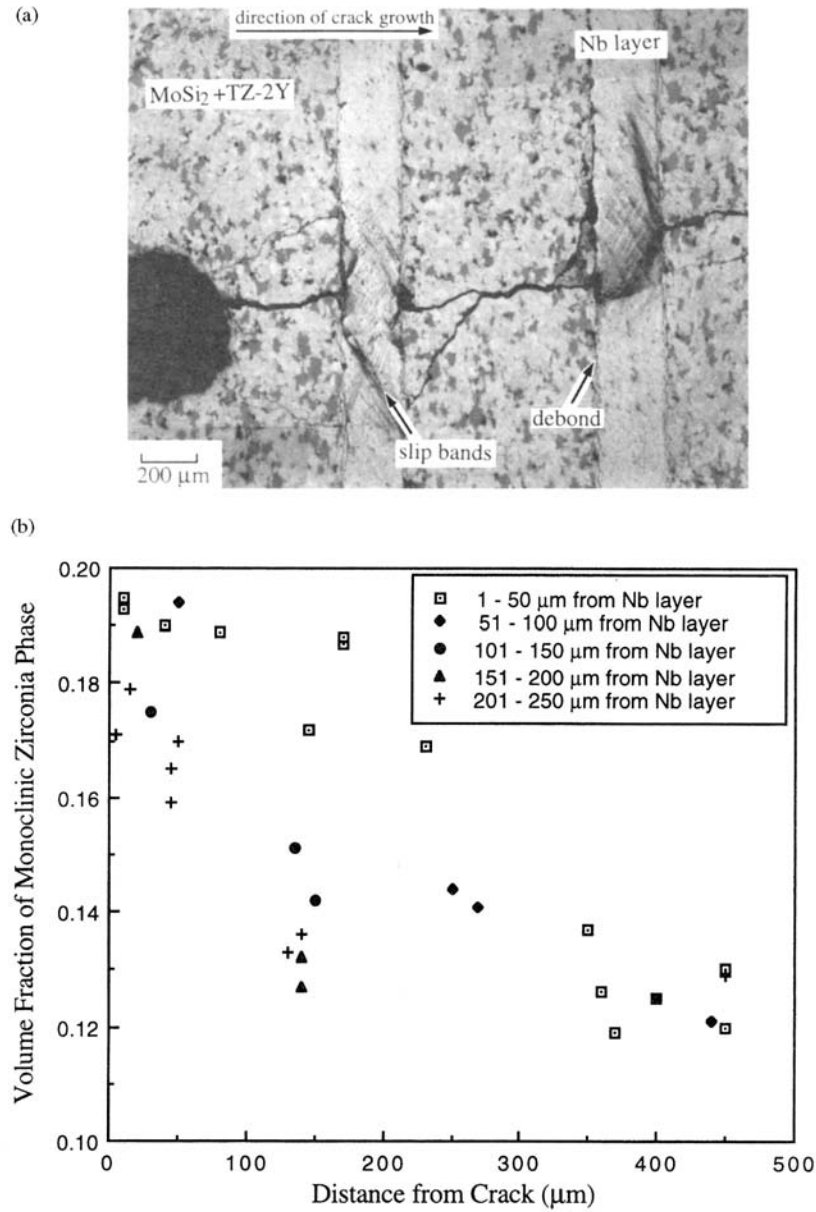 (a)
direction of crack growth
Nb layer
MoSi₂+TZ-2Y
debond
slip bands
200 μm
(b)
Volume Fraction of Monoclinic Zirconia Phase
0.20
0.18
0.16
0.14
0.12
0.10
1 - 50 μm from Nb layer
51 - 100 μm from Nb layer
101 - 150 μm from Nb layer
151 - 200 μm from Nb layer
201 - 250 μm from Nb layer
0 100 200 300 400 500
Distance from Crack (μm)